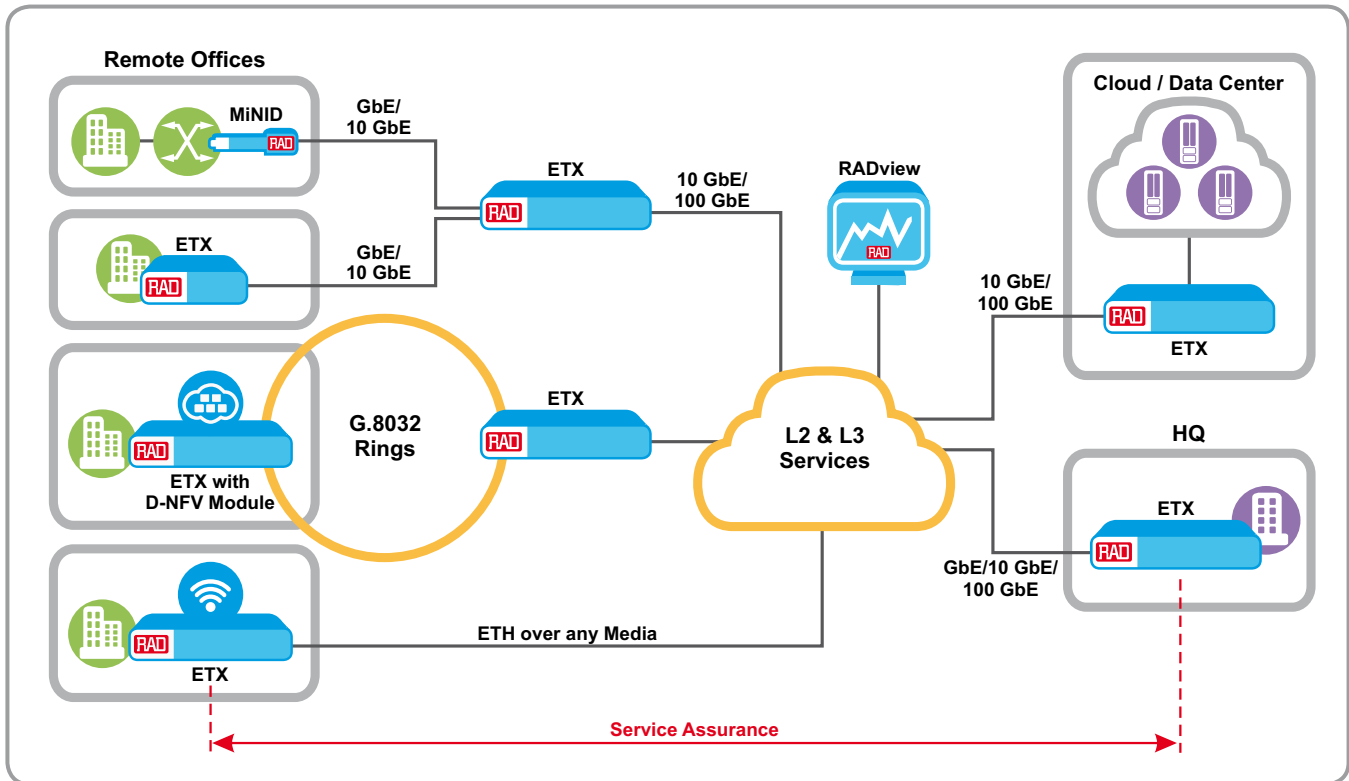 Remote Offices
MiNID
RAD
GbE/
10 GbE
ETX
RAD
GbE/
10 GbE
ETX
RAD
10 GbE/
100 GbE
RADview
RAD
Cloud / Data Center
10 GbE/
100 GbE
RAD
ETX
RAD
ETX with
D-NFV Module
G.8032
Rings
ETX
RAD
L2 & L3
Services
HQ
ETX
RAD
GbE/10 GbE/
100 GbE
RAD
ETX
ETH over any Media
Service Assurance